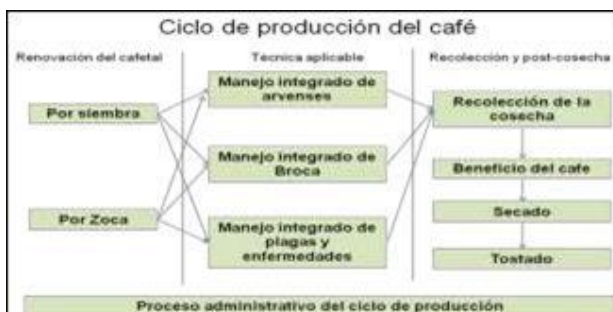 Ciclo de producción del café
Renovación del cafetal
Técnica aplicable
Recolección y post-cosecha
Por siembra
Por Zoca
Manejo integrado de
arvenses
Manejo integrado de
Broca
Manejo integrado de
plagas y
enfermedades
Recolección de la
cosecha
Beneficio del cafe
Secado
Tostado
Proceso administrativo del ciclo de producción